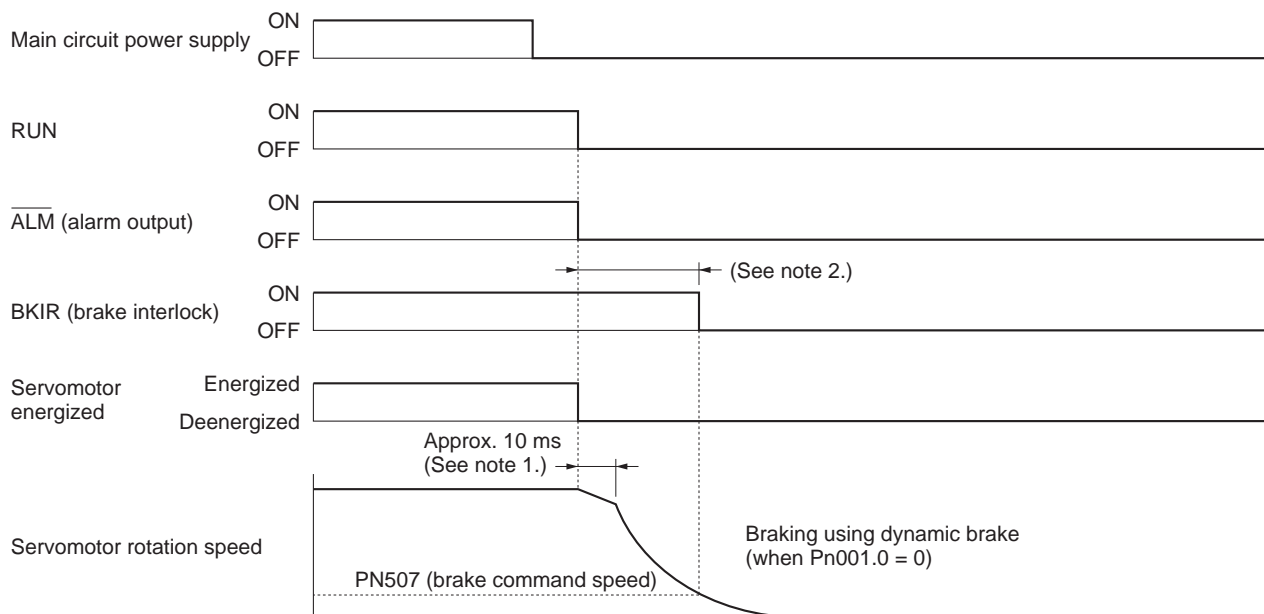 Main circuit power supply
ON
OFF
RUN
ON
OFF
ALM (alarm output)
ON
OFF
(See note 2.)
BKIR (brake interlock)
ON
OFF
Servomotor
energized
Energized
Deenergized
Approx. 10 ms
(See note 1.)
Servomotor rotation speed
PN507 (brake command speed)
Braking using dynamic brake
(when Pn001.0 = 0)